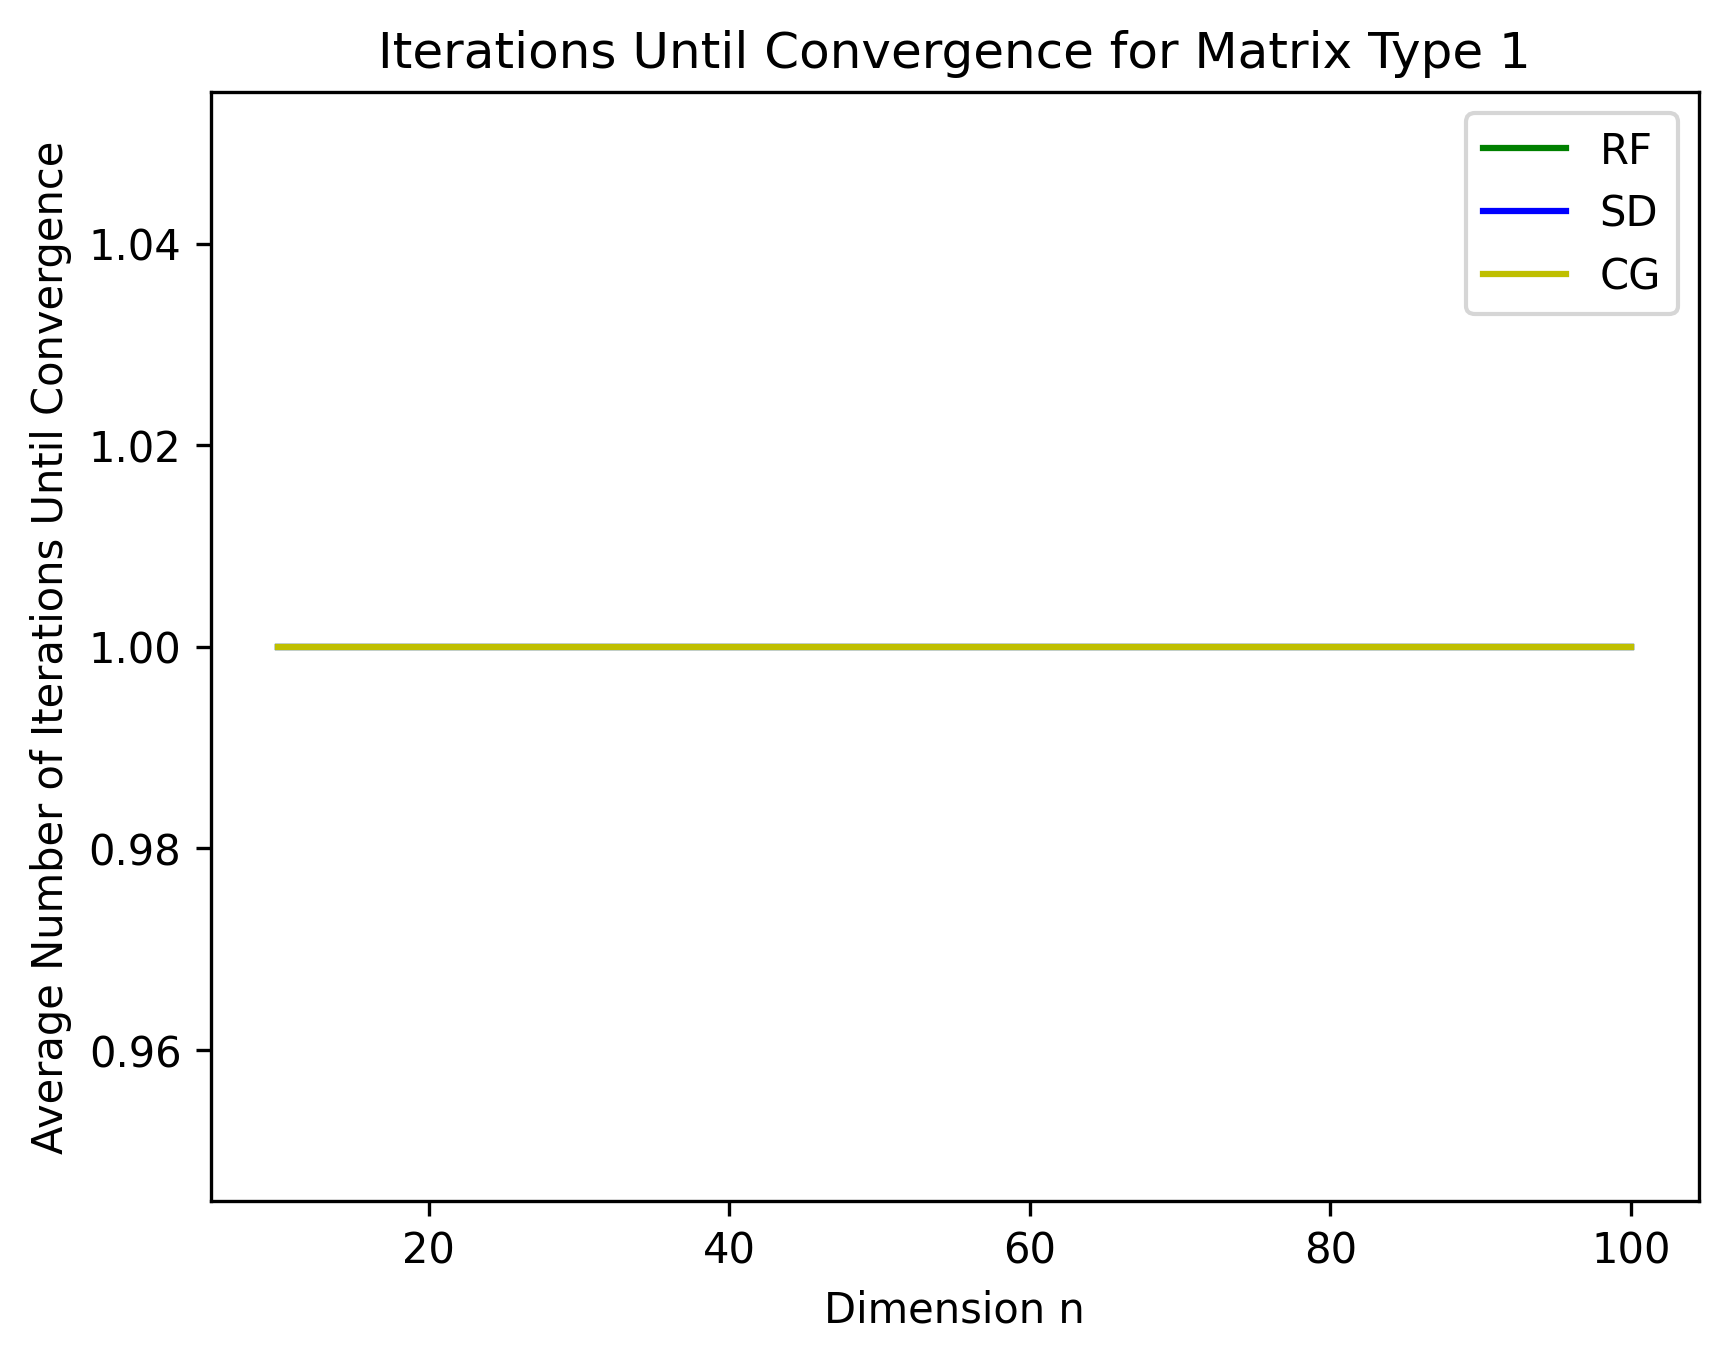 Iterations Until Convergence for Matrix Type 1
RF
SD
CG
Average Number of Iterations Until Convergence
1.04
1.02
1.00
0.98
0.96
20
40
60
80
100
Dimension n